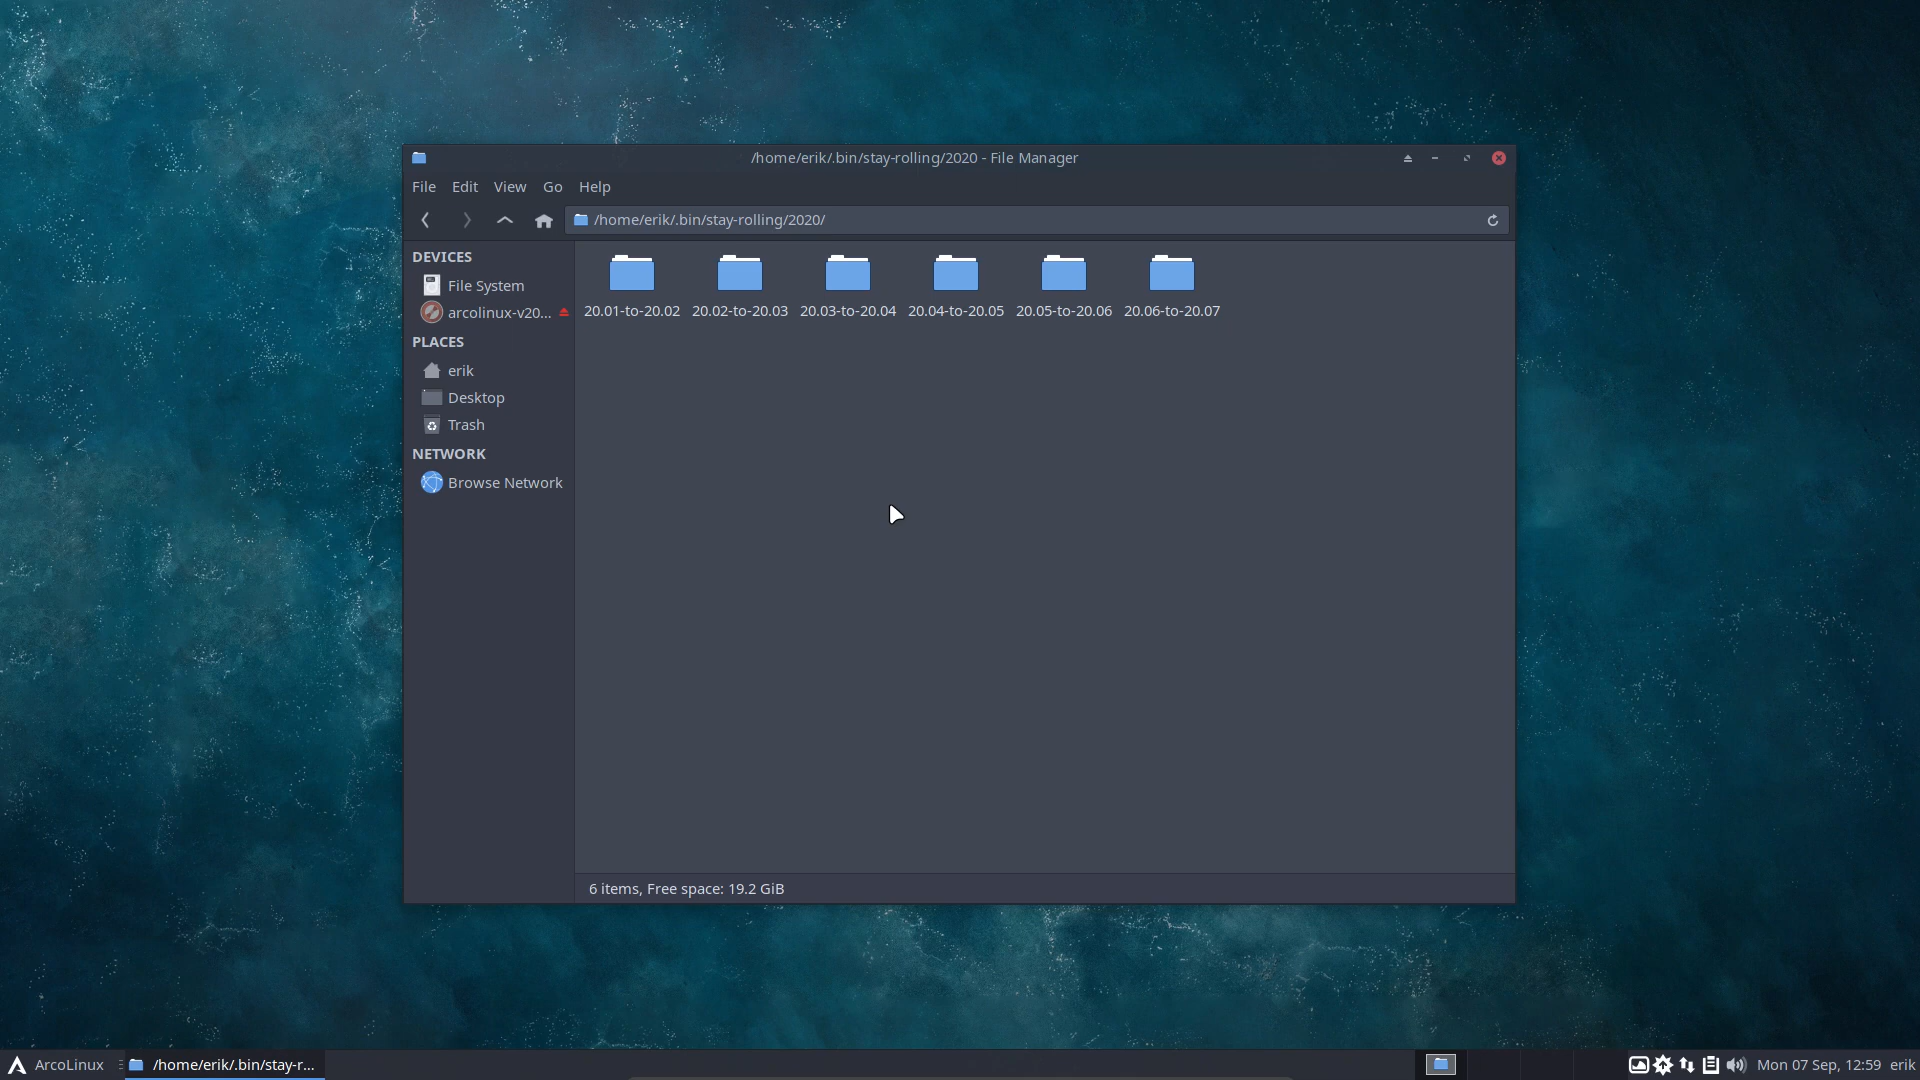 /home/erik/.bin/stay-rolling/2020 - File Manager
File Edit View Go Help
/home/erik/.bin/stay-rolling/2020/
DEVICES
File System
arcolinux-v20...
PLACES
erik
Desktop
Trash
NETWORK
Browse Network
20.01-to-20.02 20.02-to-20.03 20.03-to-20.04 20.04-to-20.05 20.05-to-20.06 20.06-to-20.07
6 items, Free space: 19.2 GiB
ArcoLinux /home/erik/.bin/stay-r... Mon 07 Sep, 12:59 erik